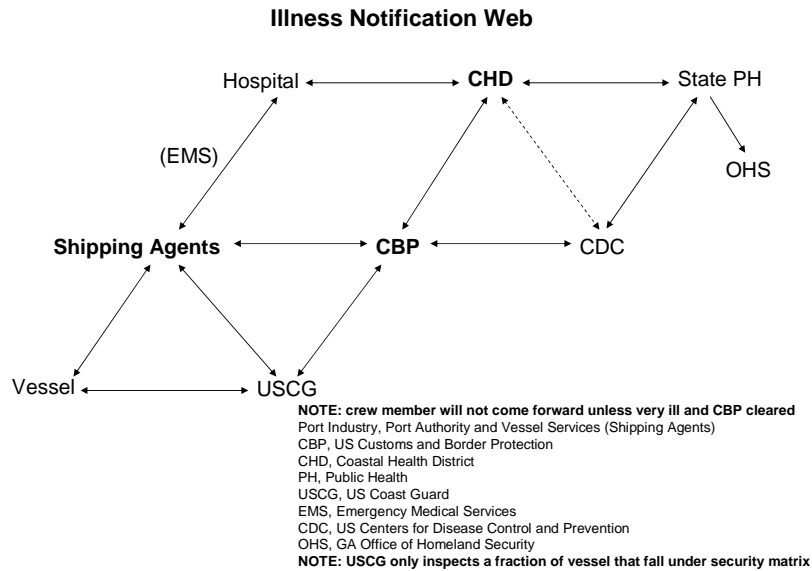 Illness Notification Web
Hospital CHD State PH
(EMS)
OHS
Shipping Agents CBP CDC
Vessel USCG
NOTE: crew member will not come forward unless very ill and CBP cleared
Port Industry, Port Authority and Vessel Services (Shipping Agents)
CBP, US Customs and Border Protection
CHD, Coastal Health District
PH, Public Health
USCG, US Coast Guard
EMS, Emergency Medical Services
CDC, US Centers for Disease Control and Prevention
OHS, GA Office of Homeland Security
NOTE: USCG only inspects a fraction of vessel that fall under security matrix